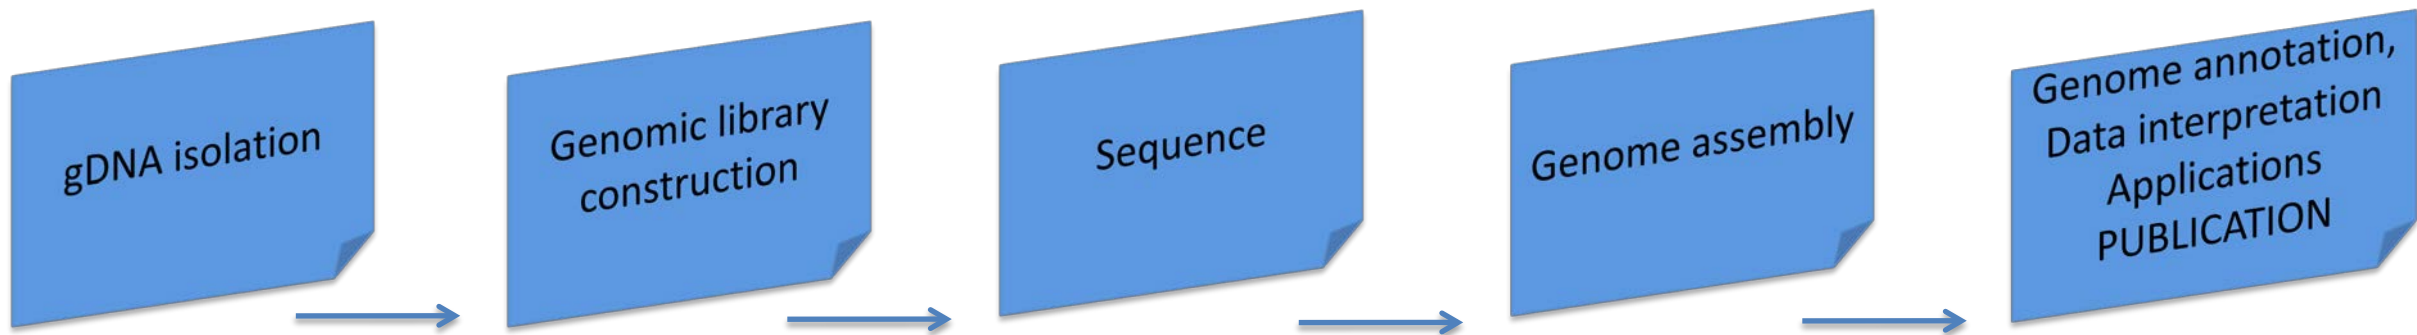 gDNA isolation
Genomic library
construction
Sequence
Genome assembly
Genome annotation,
Data interpretation
Applications
PUBLICATION